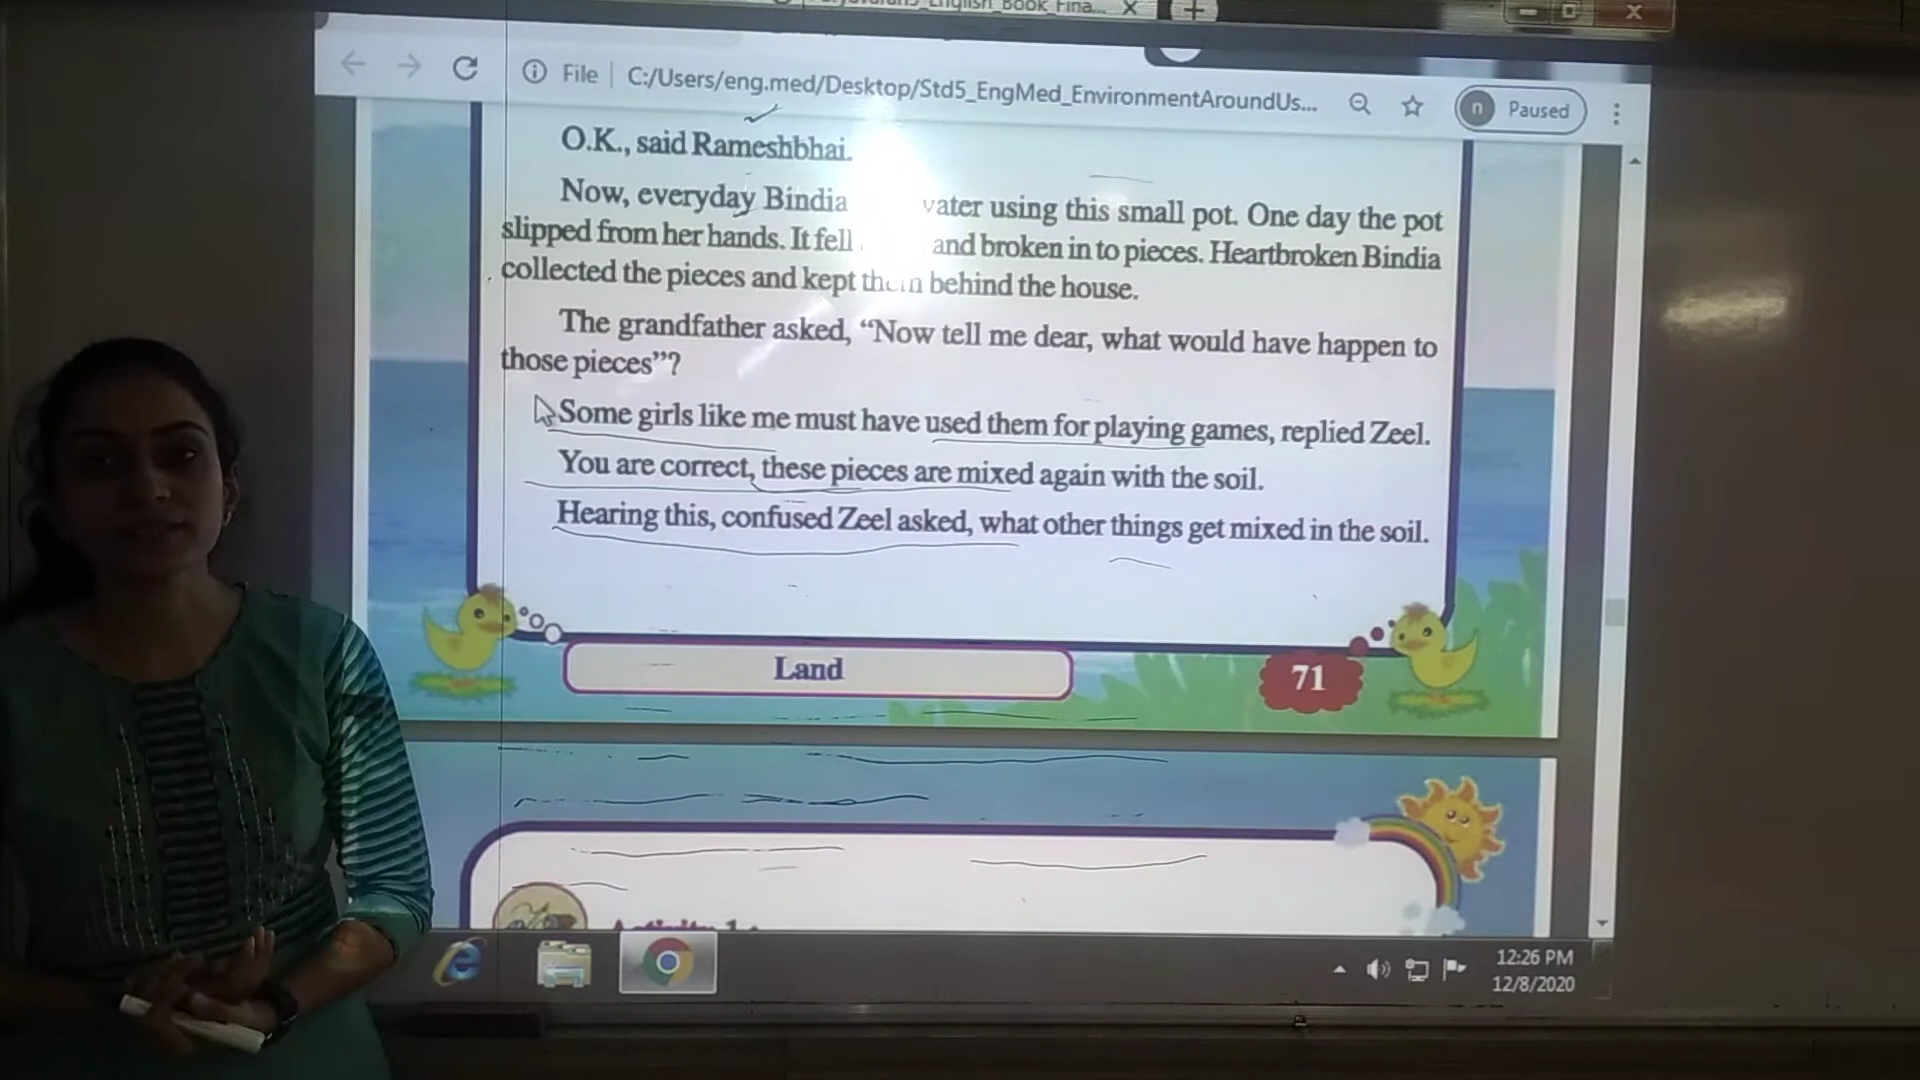 English_Book_Fina...
File
C:/Users/eng.med/Desktop/Std5_EngMed_EnvironmentAroundUs...
n
Paused
O.K., said Rameshbhai.
Now, everyday Bindia water using this small pot. One day the pot
slipped from her hands. It fell and broken in to pieces. Heartbroken Bindia
collected the pieces and kept them behind the house.
The grandfather asked, “Now tell me dear, what would have happen to
those pieces”?
Some girls like me must have used them for playing games, replied Zeel.
You are correct, these pieces are mixed again with the soil.
Hearing this, confused Zeel asked, what other things get mixed in the soil.
Land
71
12:26 PM
12/8/2020